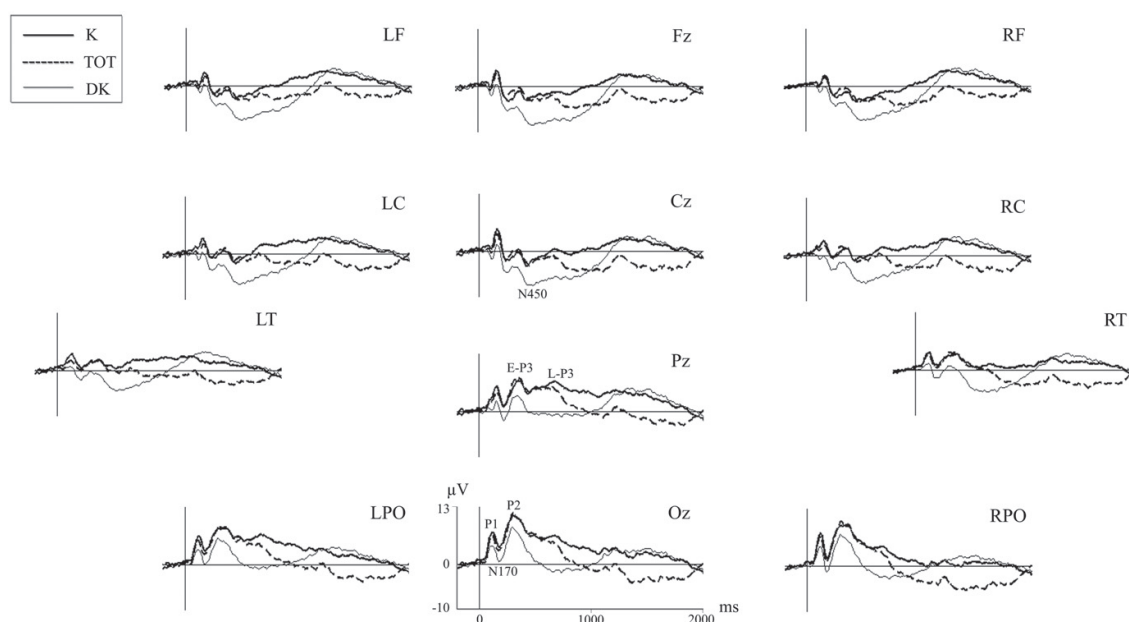 K
TOT
DK
LF
Fz
RF
LC
Cz
RC
N450
LT
RT
Pz
E-P3
L-P3
LPO
µV
13
P1
P2
Oz
RPO
0
N170
-10
0
1000
2000
ms